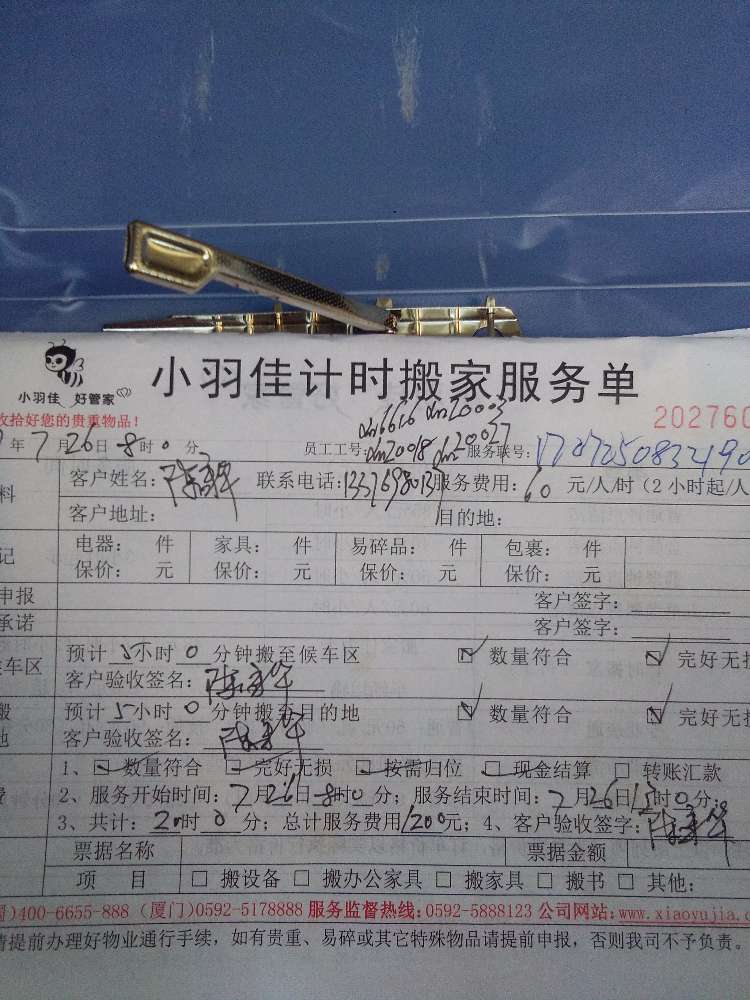 小羽佳 好管家
小羽佳计时搬家服务单
收拾好您的贵重物品！
202760
年7月26日8时0分 员工工号： 服务联号：
dn6626 dn20003
dn20018 dn20027
客户姓名： 联系电话： 服务费用：60元/人/时（2小时起/人
客户地址： 目的地：
电器： 件 家具： 件 易碎品： 件 包裹： 件
保价： 元 保价： 元 保价： 元 保价： 元
申报 客户签字：
承诺 客户签字：
预计5小时0分钟搬至候车区 数量符合 完好无损
车区 客户验收签名：
预计5小时0分钟搬至目的地 数量符合 完好无损
地 客户验收签名：
1、数量符合 完好无损 按需归位 现金结算 转账汇款
2、服务开始时间：7月26日8时0分；服务结束时间：7月26日13时0分；
3、共计：20时0分；总计服务费用1200元；4、客户验收签字：
票据名称 票据金额
项 目 搬设备 搬办公家具 搬家具 搬书 其他：
400-6655-888 (厦门)0592-5178888 服务监督热线：0592-5888123 公司网站：www.xiaoyujia.c
请提前办理好物业通行手续，如有贵重、易碎或其它特殊物品请提前申报，否则我司不予负责。